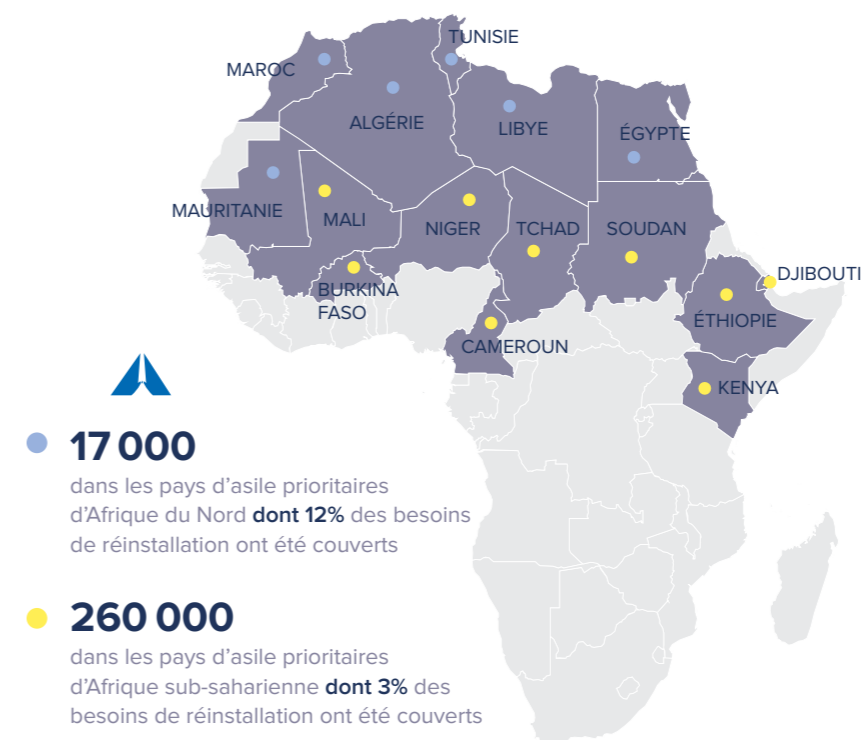 TUNISIE
MAROC
ALGÉRIE
LIBYE
ÉGYPTE
MAURITANIE
MALI
NIGER
TCHAD
SOUDAN
DJIBOUTI
BURKINA
FASO
ÉTHIOPIE
CAMEROUN
KENYA
17 000
dans les pays d'asile prioritaires
d'Afrique du Nord dont 12% des besoins
de réinstallation ont été couverts
260 000
dans les pays d'asile prioritaires
d'Afrique sub-saharienne dont 3% des
besoins de réinstallation ont été couverts